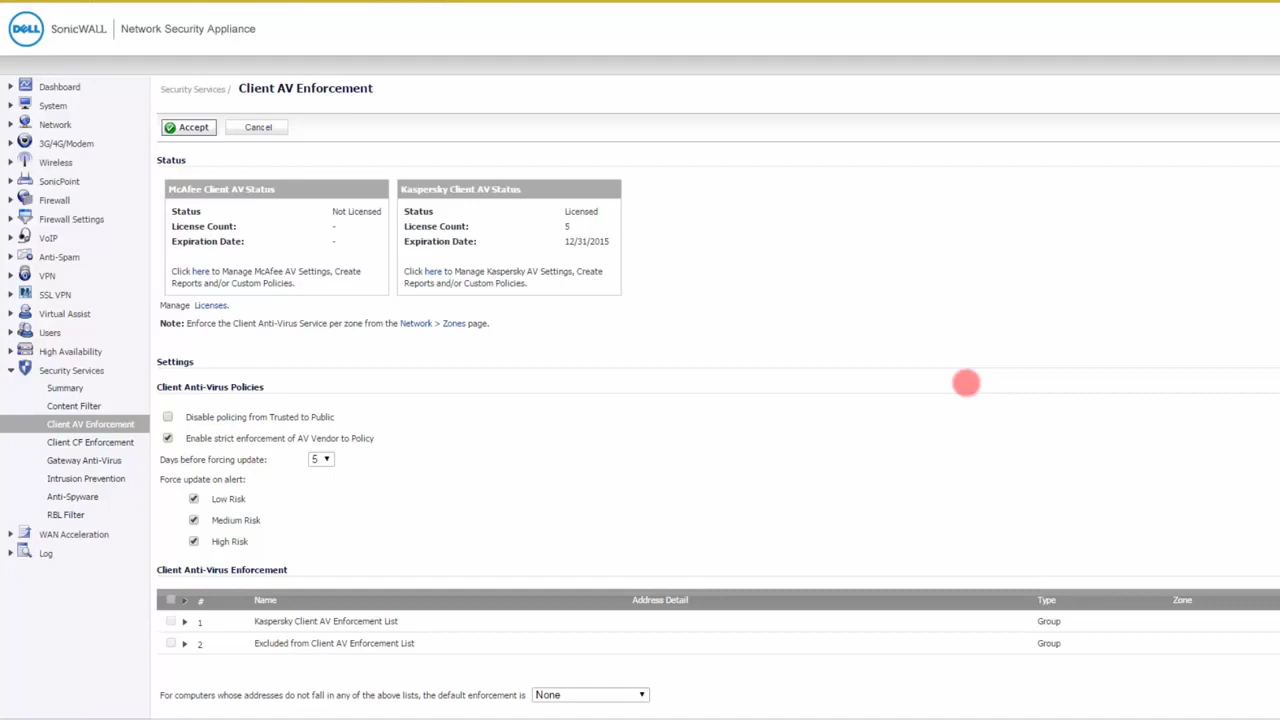 DELL SonicWALL | Network Security Appliance
Dashboard
System
Network
3G/4G/Modem
Wireless
SonicPoint
Firewall
Firewall Settings
VoIP
Anti-Spam
VPN
SSL VPN
Virtual Assist
Users
High Availability
Security Services
Summary
Content Filter
Client AV Enforcement
Client CF Enforcement
Gateway Anti-Virus
Intrusion Prevention
Anti-Spyware
RBL Filter
WAN Acceleration
Log
Security Services / Client AV Enforcement
Accept Cancel
Status
McAfee Client AV Status
Status Not Licensed
License Count: -
Expiration Date: -
Click here to Manage McAfee AV Settings, Create
Reports and/or Custom Policies.
Kaspersky Client AV Status
Status Licensed
License Count: 5
Expiration Date: 12/31/2015
Click here to Manage Kaspersky AV Settings, Create
Reports and/or Custom Policies.
Manage Licenses.
Note: Enforce the Client Anti-Virus Service per zone from the Network > Zones page.
Settings
Client Anti-Virus Policies
Disable policing from Trusted to Public
Enable strict enforcement of AV Vendor to Policy
Days before forcing update: 5
Force update on alert:
Low Risk
Medium Risk
High Risk
Client Anti-Virus Enforcement
# Name Address Detail Type Zone
1 Kaspersky Client AV Enforcement List Group
2 Excluded from Client AV Enforcement List Group
For computers whose addresses do not fall in any of the above lists, the default enforcement is None